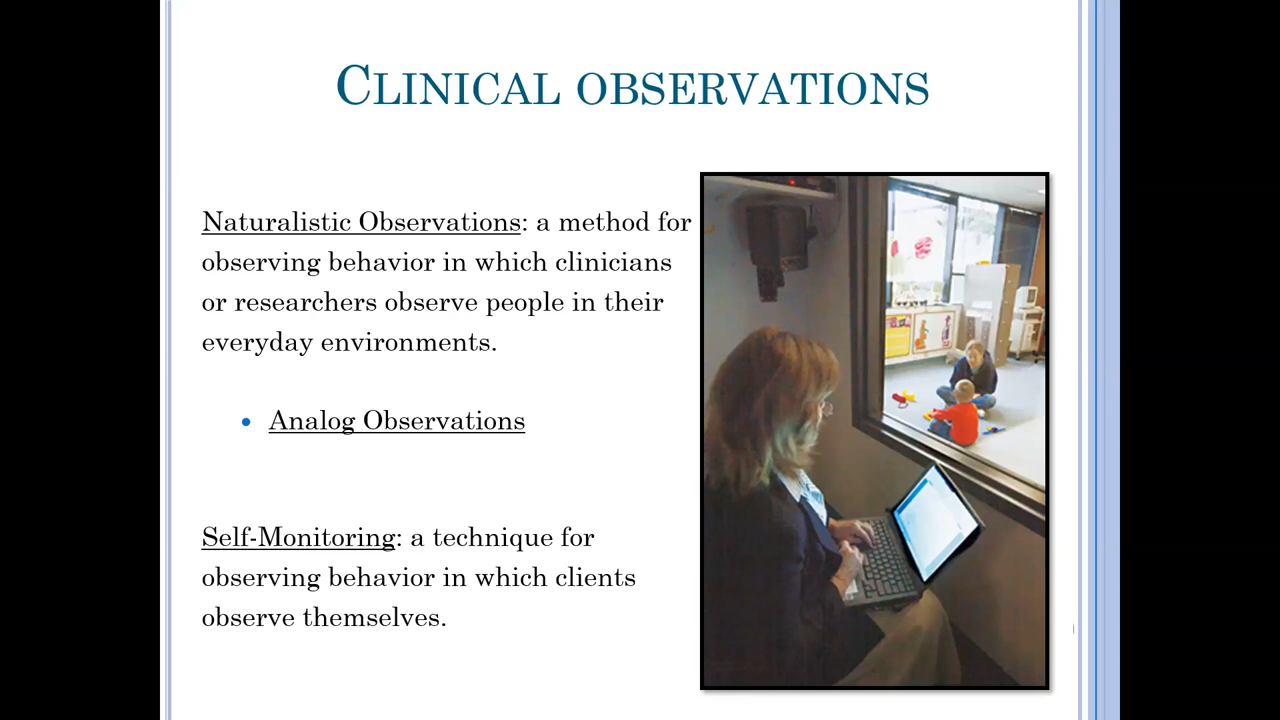 CLINICAL OBSERVATIONS
Naturalistic Observations: a method for
observing behavior in which clinicians
or researchers observe people in their
everyday environments.
• Analog Observations
Self-Monitoring: a technique for
observing behavior in which clients
observe themselves.